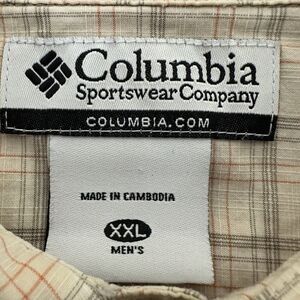 Columbia
Sportswear Company
COLUMBIA.COM
MADE IN CAMBODIA
XXL
MEN'S